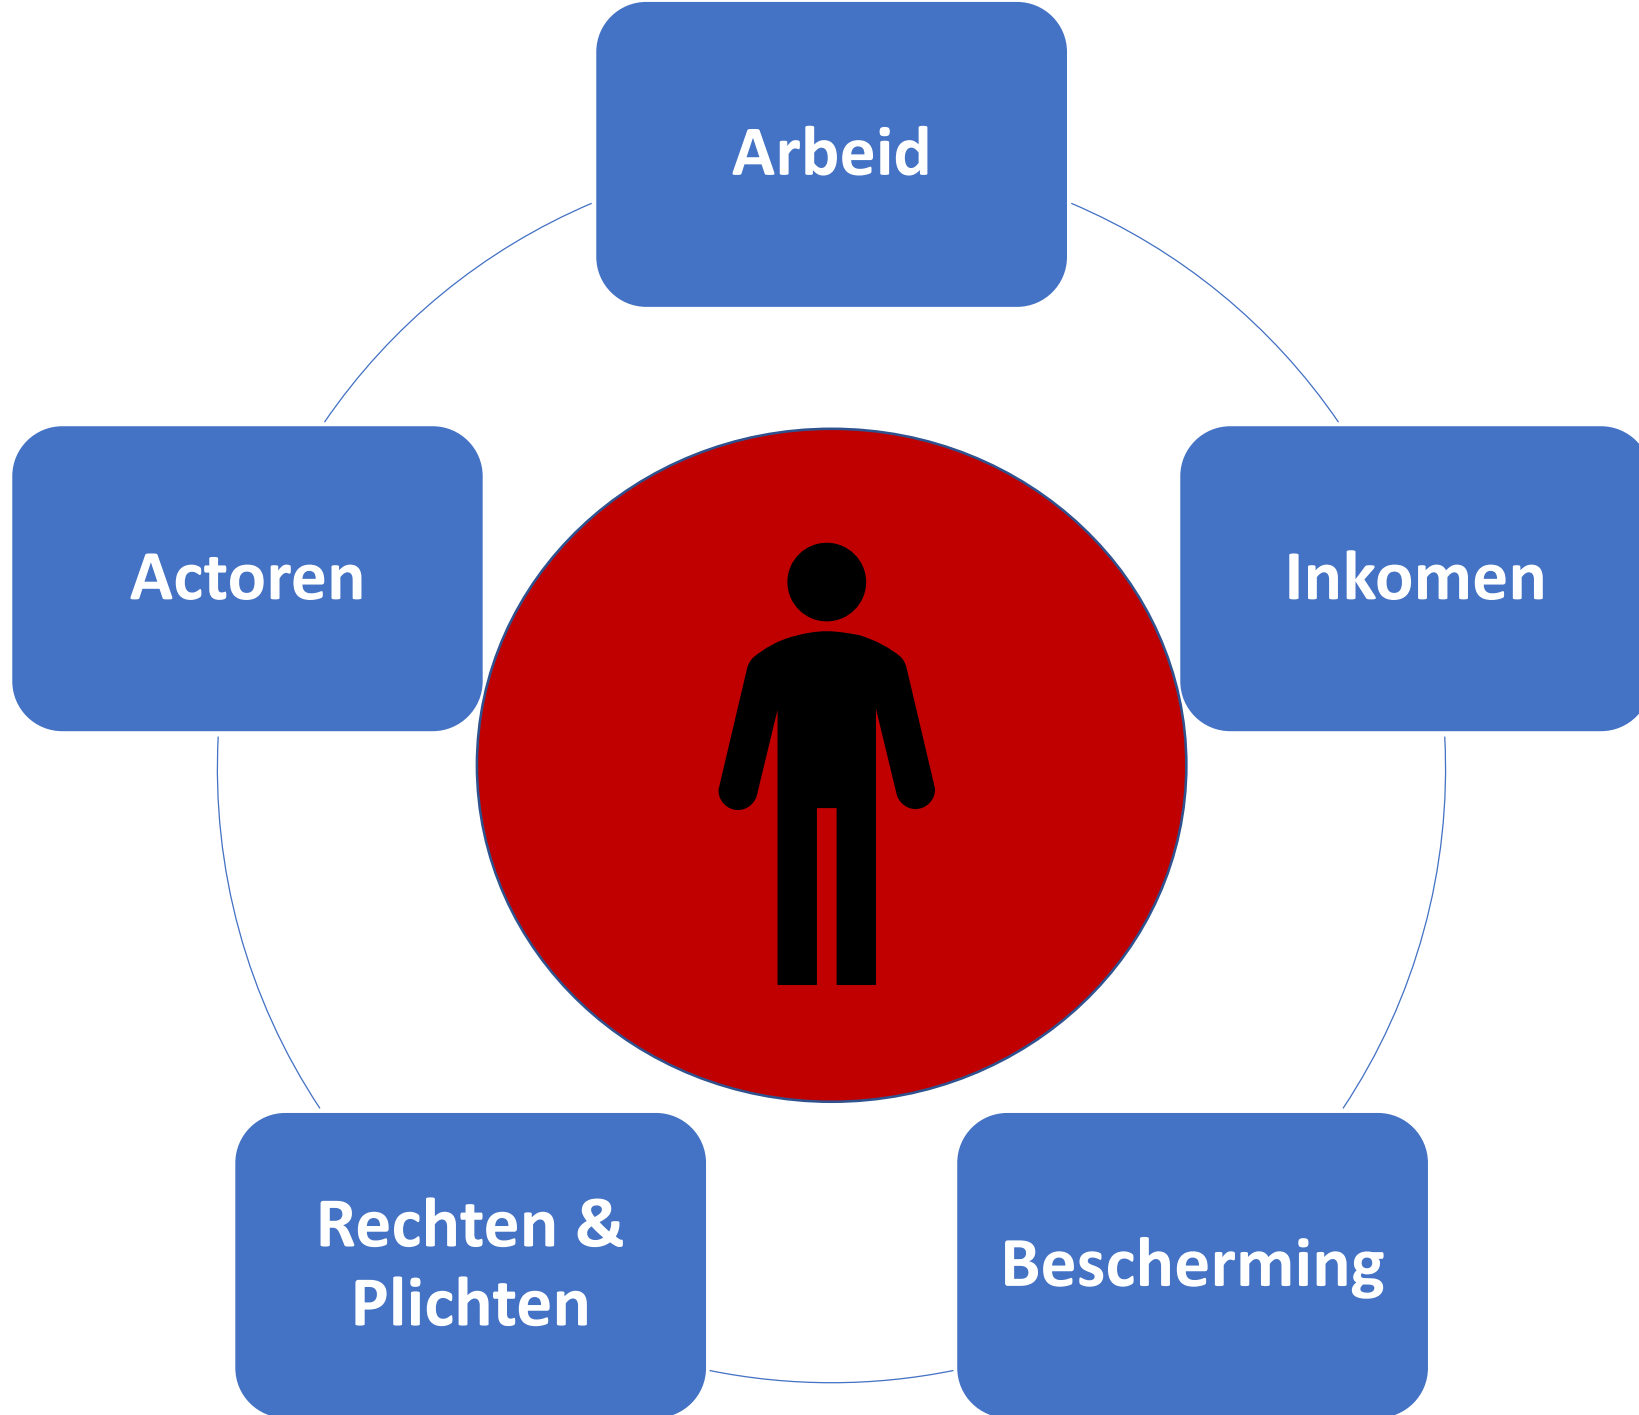 Arbeid
Actoren
Inkomen
Rechten &
Plichten
Bescherming